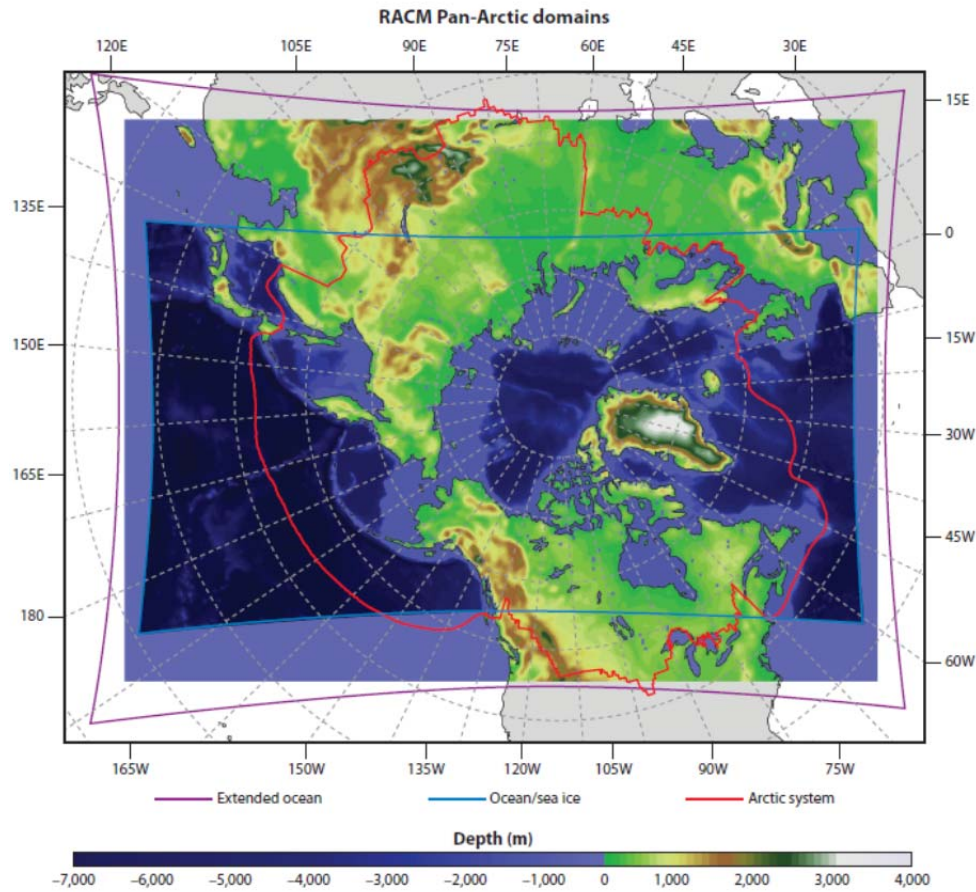 RACM Pan-Arctic domains
120E 105E 90E 75E 60E 45E 30E
15E
135E
0
150E
15W
30W
165E
45W
180
60W
165W 150W 135W 120W 105W 90W 75W
Extended ocean Ocean/sea ice Arctic system
Depth (m)
−7,000 −6,000 −5,000 −4,000 −3,000 −2,000 −1,000 0 1,000 2,000 3,000 4,000